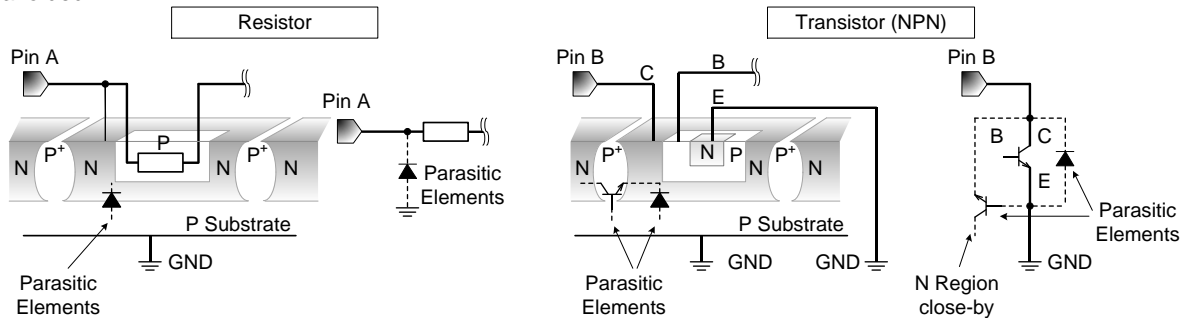 Resistor
Transistor (NPN)
Pin A
Pin A
N
P+
N
P
N
P+
N
Parasitic
Elements
P Substrate
GND
Parasitic
Elements
Pin B
C
B
E
N
P+
N
N
P
N
P+
N
P Substrate
GND
GND
Parasitic
Elements
Pin B
B
C
E
Parasitic
Elements
GND
N Region
close-by